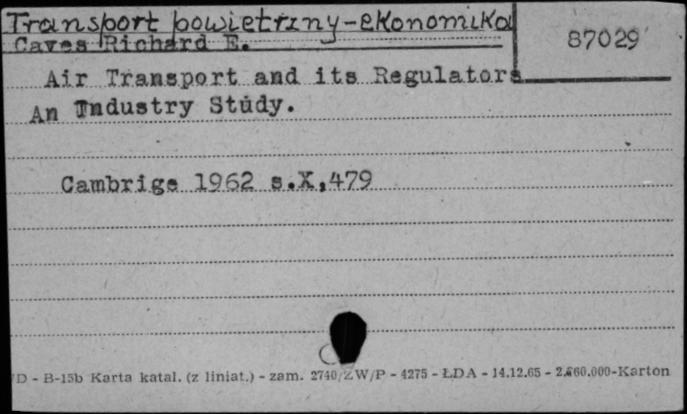 Transport powietrzny-ekonomika
87029
Caves Richard E.
Air Transport and its Regulators
An Industry Study.
Cambrige 1962 s.X,479
D - B-15b Karta katal. (z liniat.) - zam. 2740/ZW/P - 4275 - ŁDA - 14.12.65 - 2.660.000-Karton